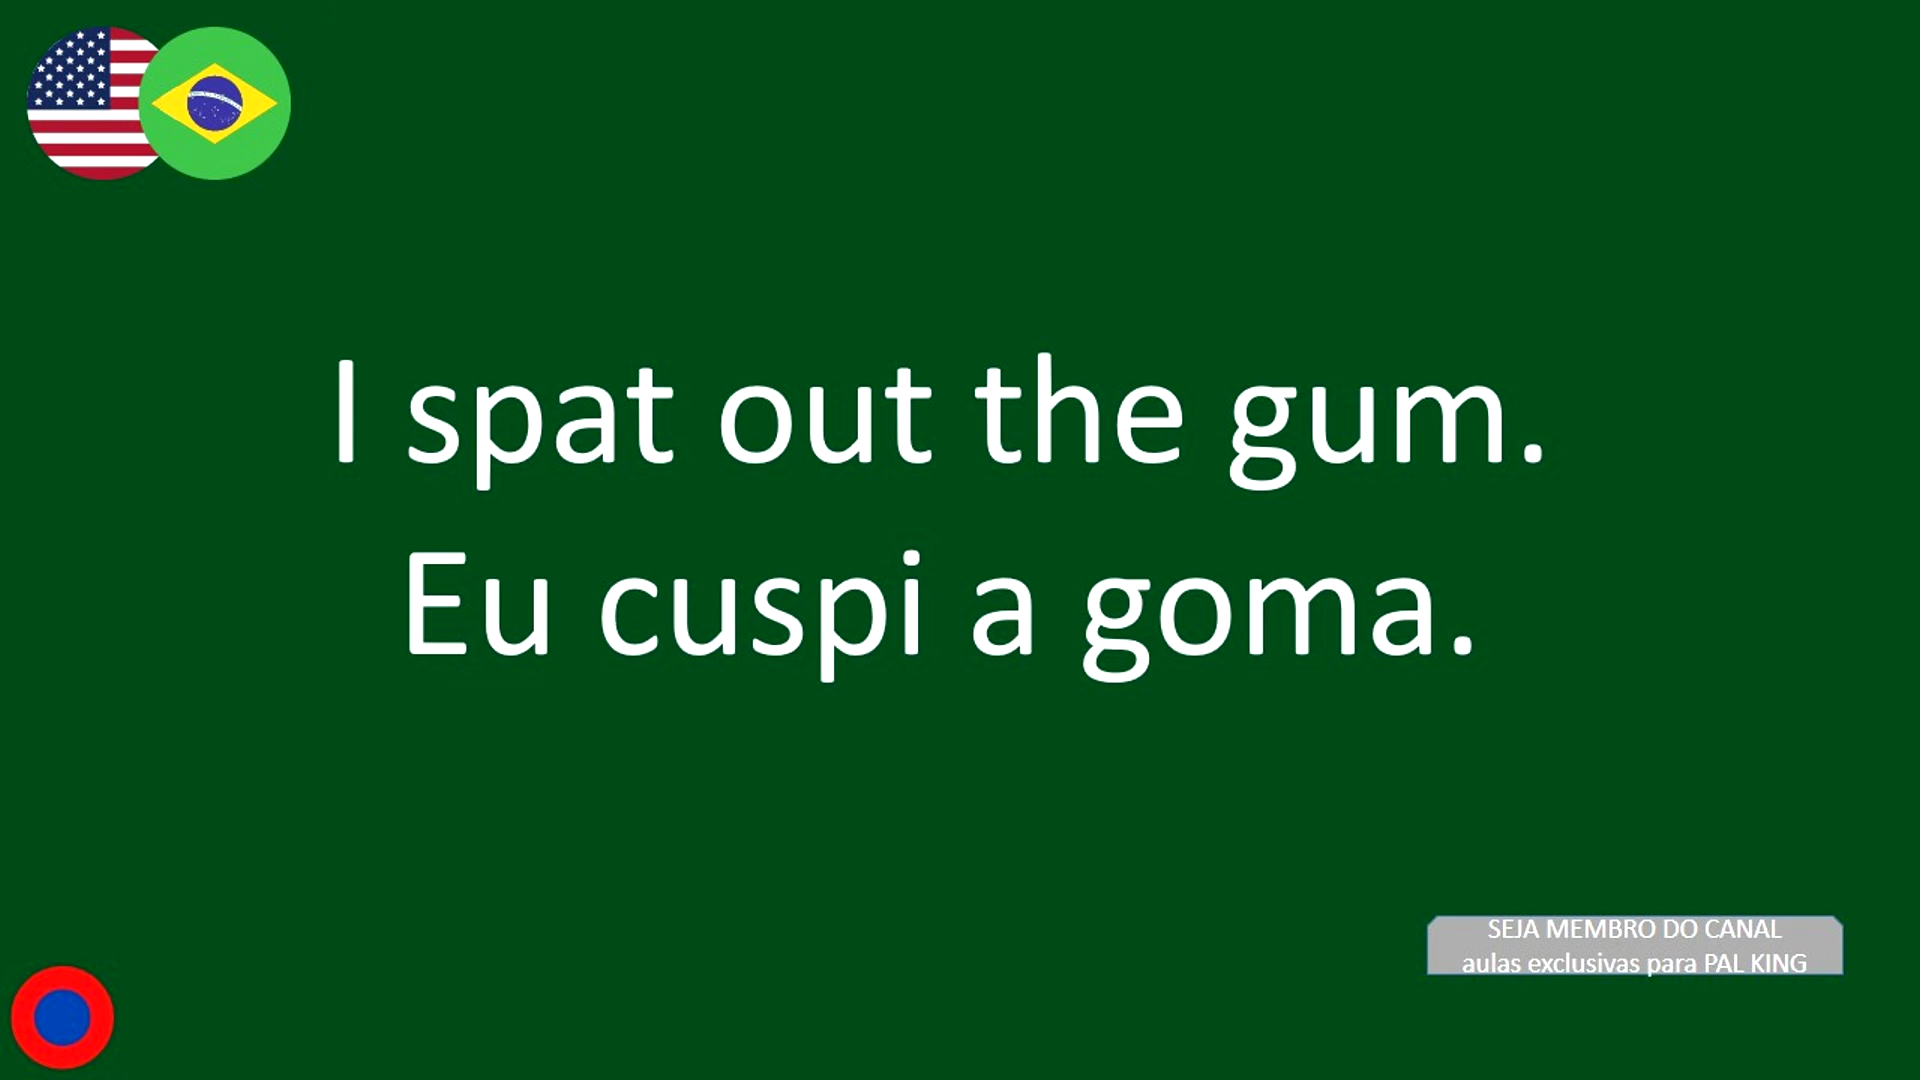 I spat out the gum.
Eu cuspi a goma.
SEJA MEMBRO DO CANAL
aulas exclusivas para PAL KING